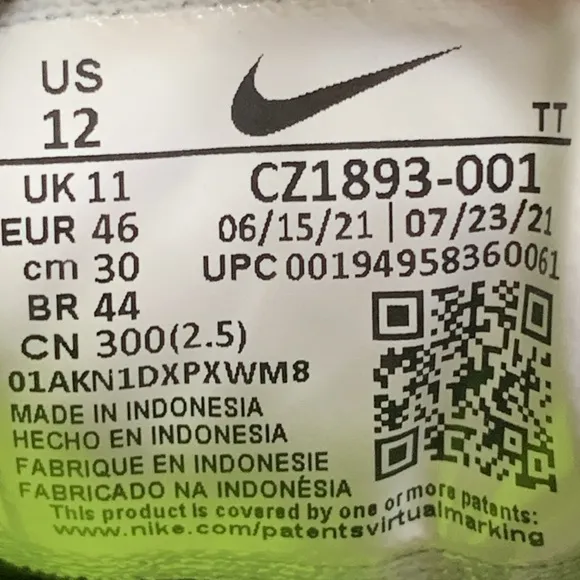 US
12
TT
UK 11
CZ1893-001
EUR 46
06/15/21 | 07/23/21
cm 30
UPC 00194958360061
BR 44
CN 300(2.5)
01AKN1DXPXWM8
MADE IN INDONESIA
HECHO EN INDONESIA
FABRIQUE EN INDONESIE
FABRICADO NA INDONÉSIA
This product is covered by one or more patents:
www.nike.com/patentsvirtualmarking